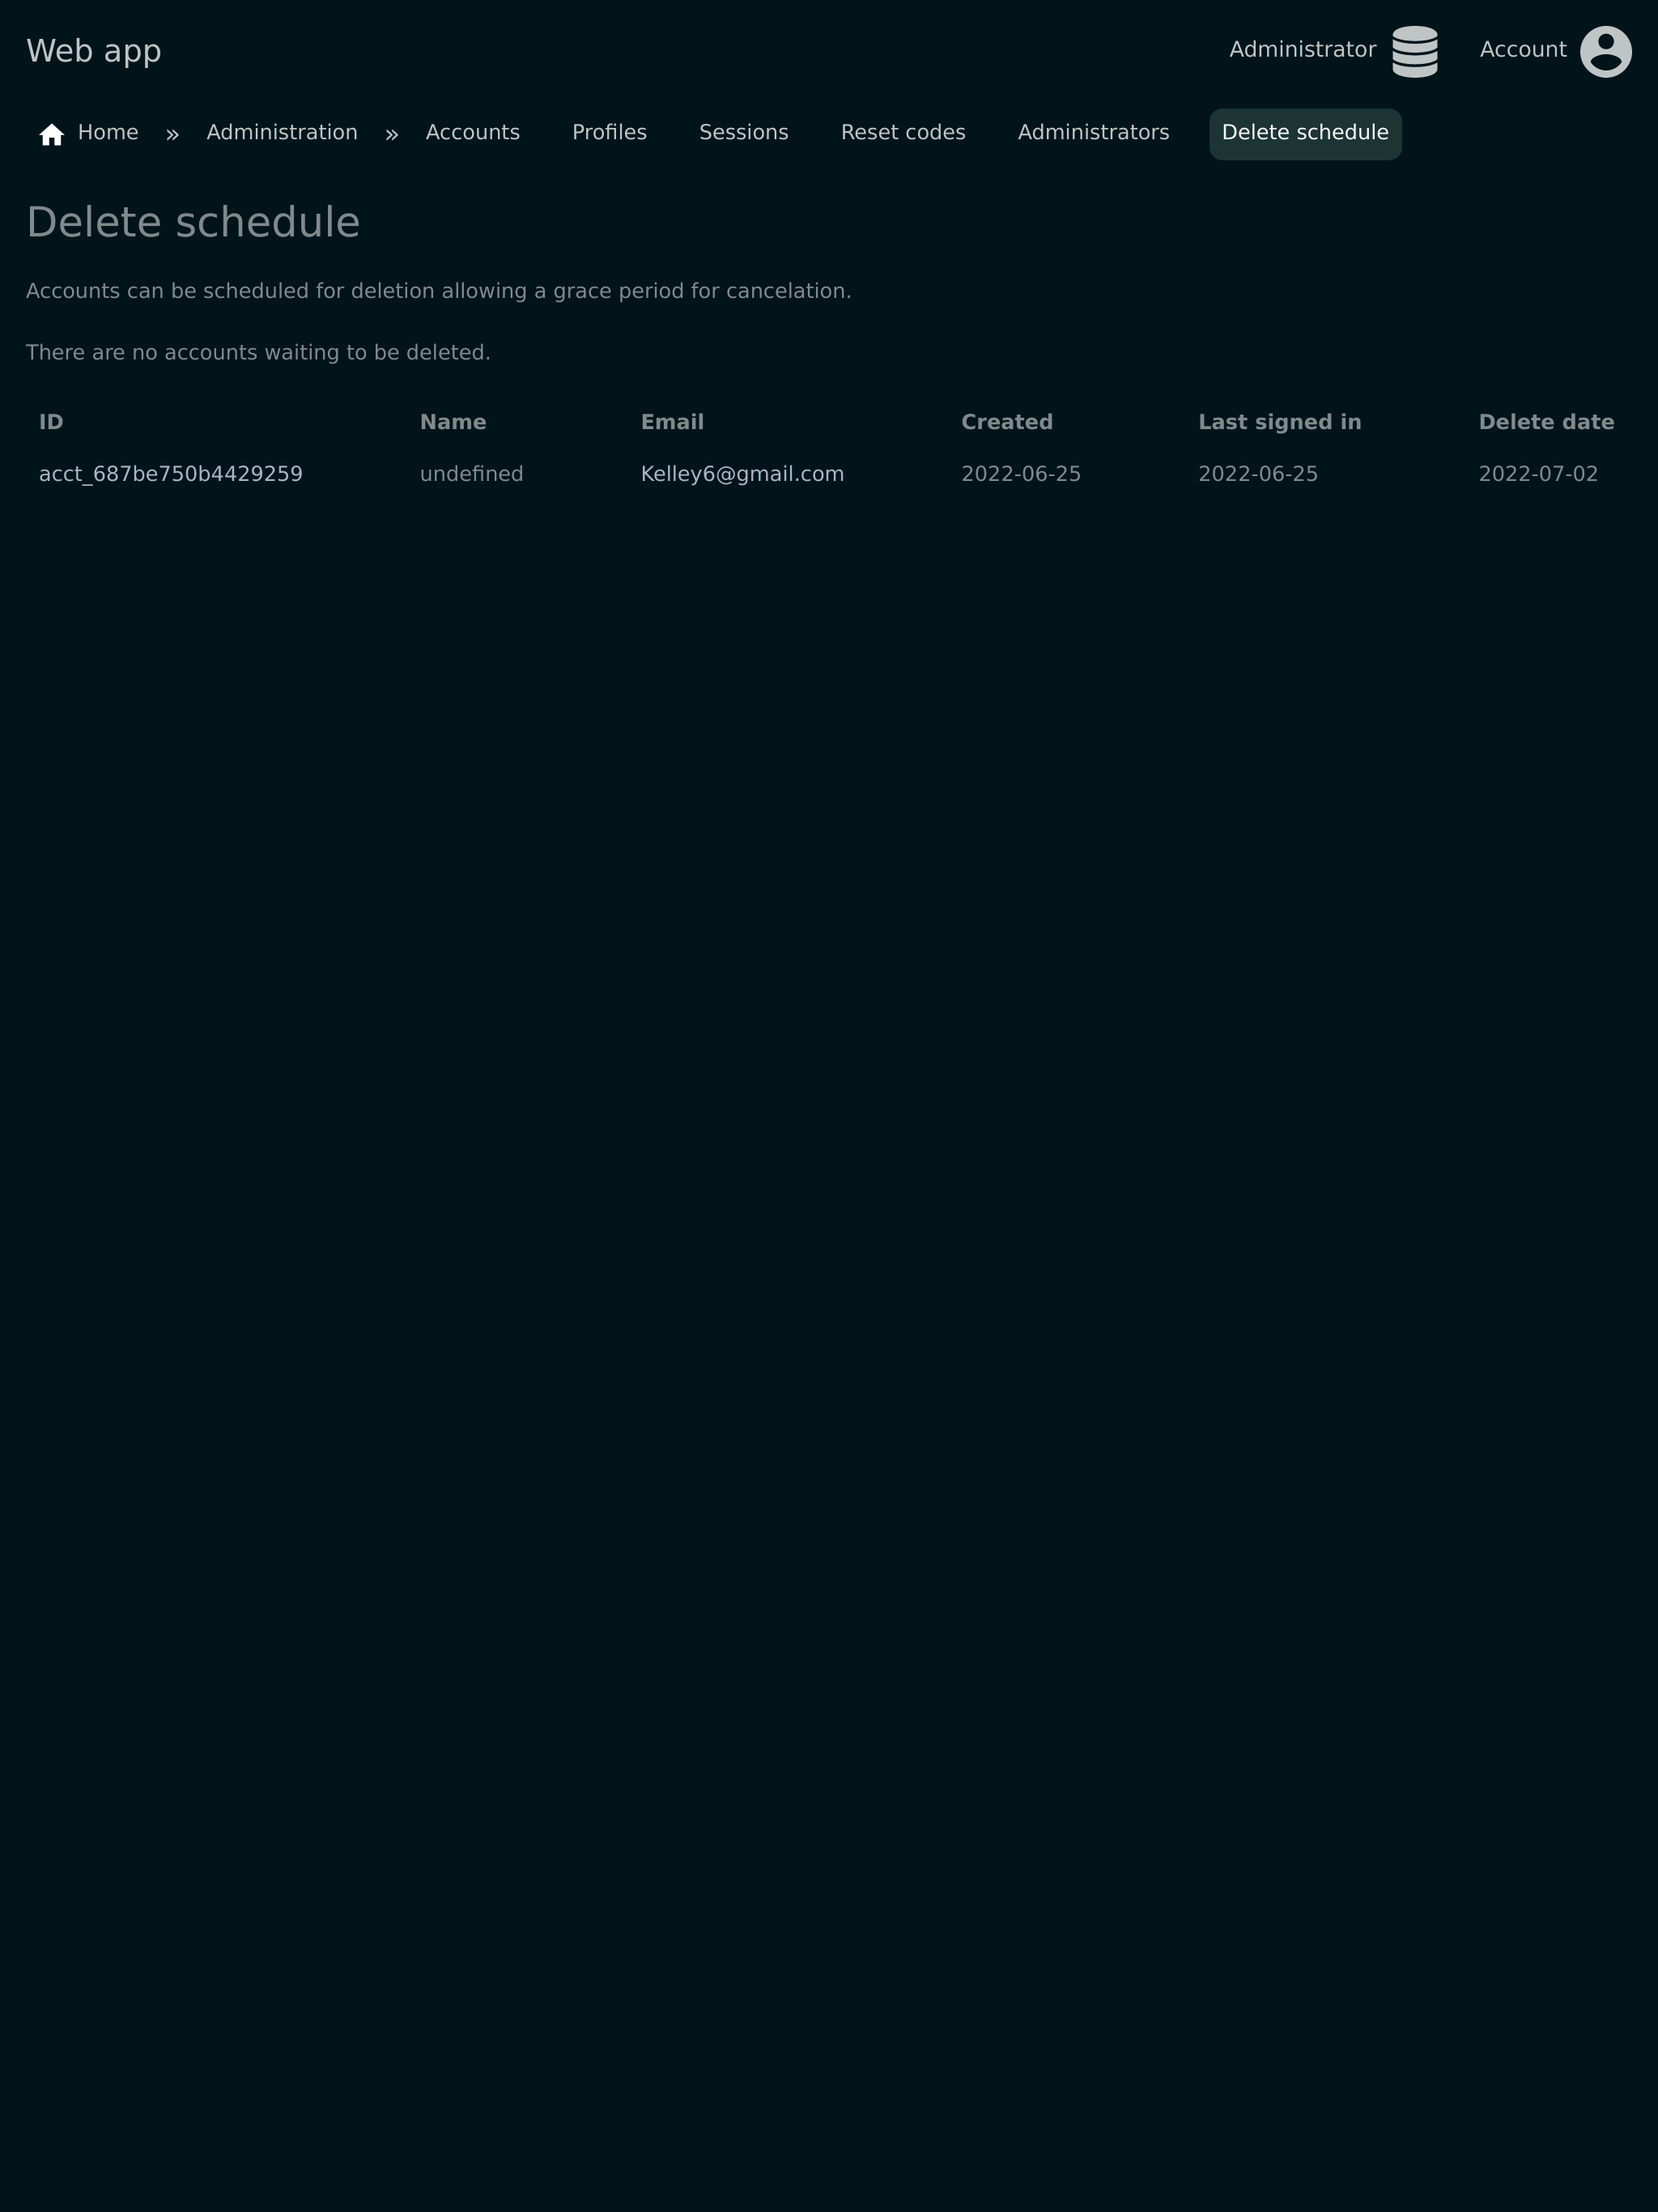 Web app
Administrator Account
Home » Administration » Accounts Profiles Sessions Reset codes Administrators Delete schedule
Delete schedule
Accounts can be scheduled for deletion allowing a grace period for cancelation.
There are no accounts waiting to be deleted.
ID Name Email Created Last signed in Delete date
acct_687be750b4429259 undefined Kelley6@gmail.com 2022-06-25 2022-06-25 2022-07-02